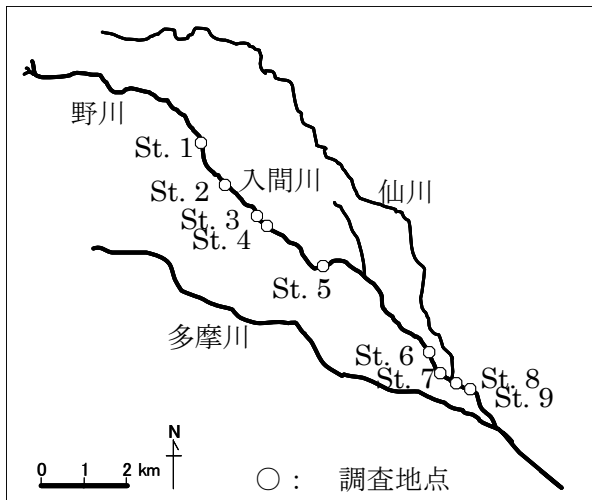 野川
St. 1
St. 2
入間川
仙川
St. 3
St. 4
St. 5
多摩川
St. 6
St. 7
St. 8
St. 9
N
0 1 2 km
○： 調査地点